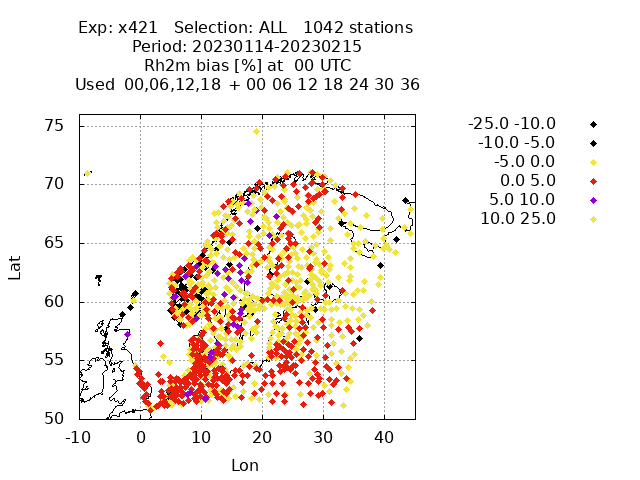 Exp: x421   Selection: ALL   1042 stations
Period: 20230114-20230215
Rh2m bias [%] at  00 UTC
Used  00,06,12,18  + 00 06 12 18 24 30 36
-25.0 -10.0
-10.0 -5.0
-5.0 0.0
0.0 5.0
5.0 10.0
10.0 25.0
75
70
65
60
55
50
Lat
-10 0 10 20 30 40
Lon